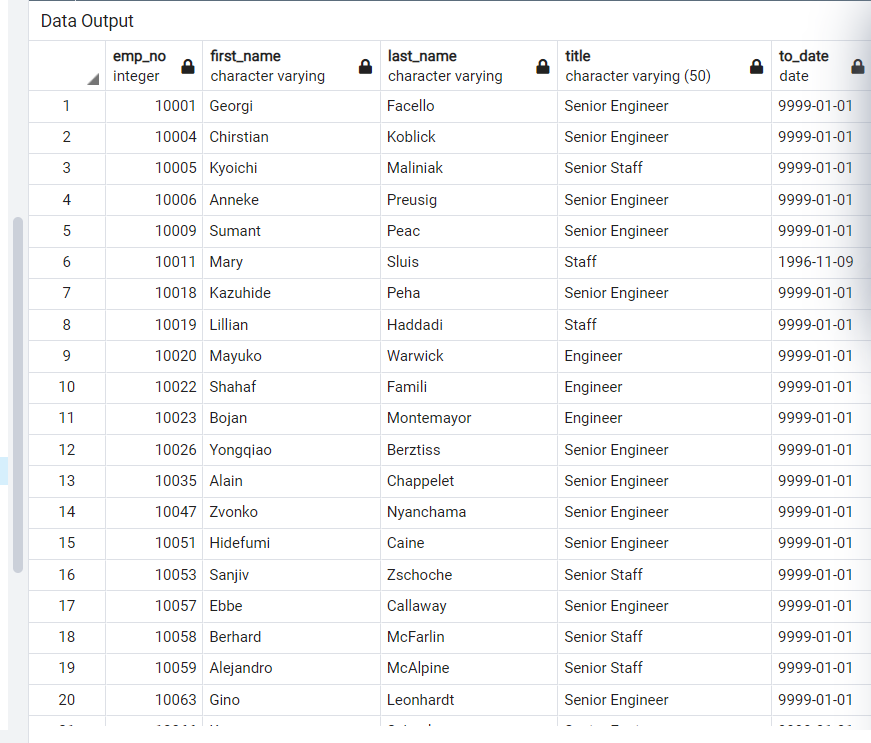 Data Output
emp_no first_name last_name title to_date
integer character varying character varying character varying (50) date
1 10001 Georgi Facello Senior Engineer 9999-01-01
2 10004 Chirstian Koblick Senior Engineer 9999-01-01
3 10005 Kyoichi Maliniak Senior Staff 9999-01-01
4 10006 Anneke Preusig Senior Engineer 9999-01-01
5 10009 Sumant Peac Senior Engineer 9999-01-01
6 10011 Mary Sluis Staff 1996-11-09
7 10018 Kazuhide Peha Senior Engineer 9999-01-01
8 10019 Lillian Haddadi Staff 9999-01-01
9 10020 Mayuko Warwick Engineer 9999-01-01
10 10022 Shahaf Famili Engineer 9999-01-01
11 10023 Bojan Montemayor Engineer 9999-01-01
12 10026 Yongqiao Berztiss Senior Engineer 9999-01-01
13 10035 Alain Chappelet Senior Engineer 9999-01-01
14 10047 Zvonko Nyanchama Senior Engineer 9999-01-01
15 10051 Hidefumi Caine Senior Engineer 9999-01-01
16 10053 Sanjiv Zschoche Senior Staff 9999-01-01
17 10057 Ebbe Callaway Senior Engineer 9999-01-01
18 10058 Berhard McFarlin Senior Staff 9999-01-01
19 10059 Alejandro McAlpine Senior Staff 9999-01-01
20 10063 Gino Leonhardt Senior Engineer 9999-01-01